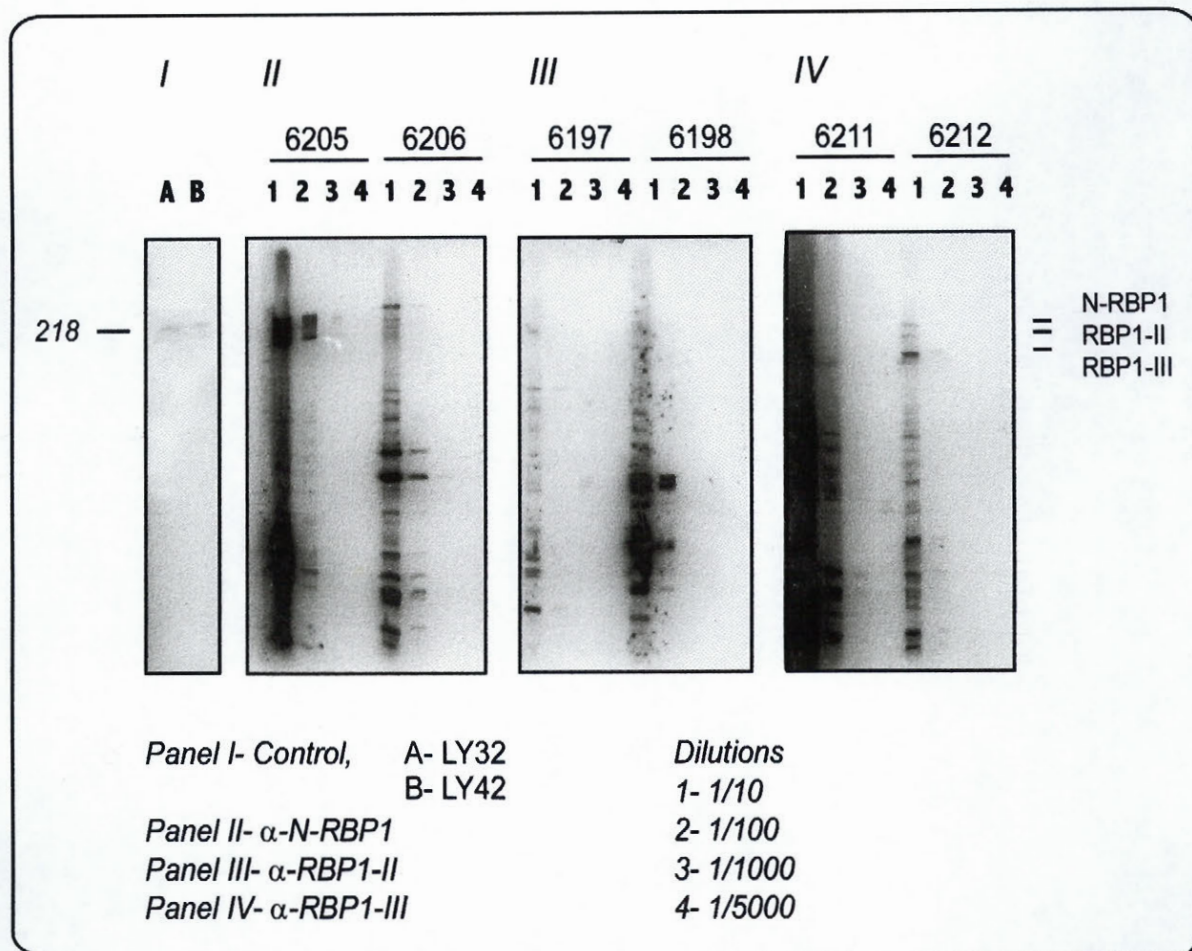 I II III IV
6205 6206 6197 6198 6211 6212
A B 1 2 3 4 1 2 3 4 1 2 3 4 1 2 3 4 1 2 3 4 1 2 3 4
218
N-RBP1
RBP1-II
RBP1-III
Panel I- Control, A- LY32 Dilutions
B- LY42 1- 1/10
Panel II- α-N-RBP1 2- 1/100
Panel III- α-RBP1-II 3- 1/1000
Panel IV- α-RBP1-III 4- 1/5000